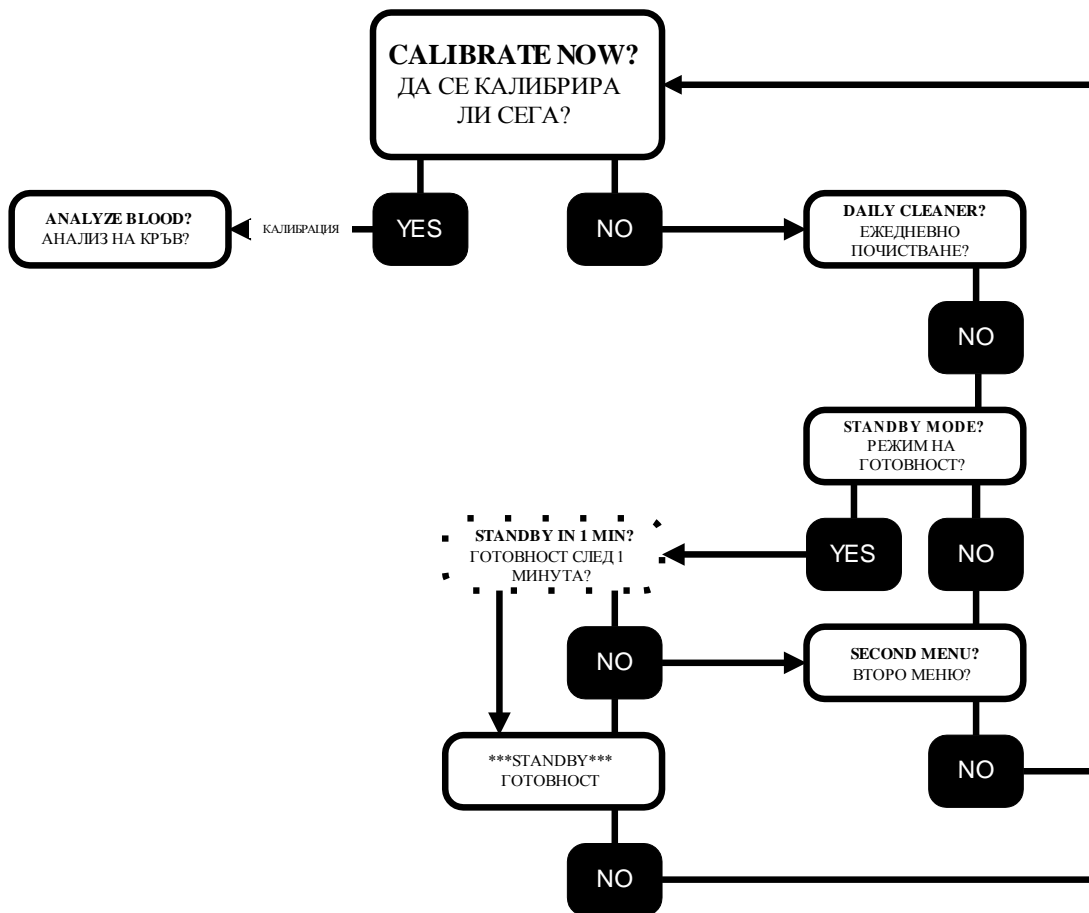 CALIBRATE NOW?
ДА СЕ КАЛИБРИРА
ЛИ СЕГА?
YES
NO
ANALYZE BLOOD?
АНАЛИЗ НА КРЪВ?
КАЛИБРАЦИЯ
DAILY CLEANER?
ЕЖЕДНЕВНО
ПОЧИСТВАНЕ?
NO
STANDBY MODE?
РЕЖИМ НА
ГОТОВНОСТ?
YES
NO
STANDBY IN 1 MIN?
ГОТОВНОСТ СЛЕД 1
МИНУТА?
NO
SECOND MENU?
ВТОРО МЕНЮ?
***STANDBY***
ГОТОВНОСТ
NO
NO